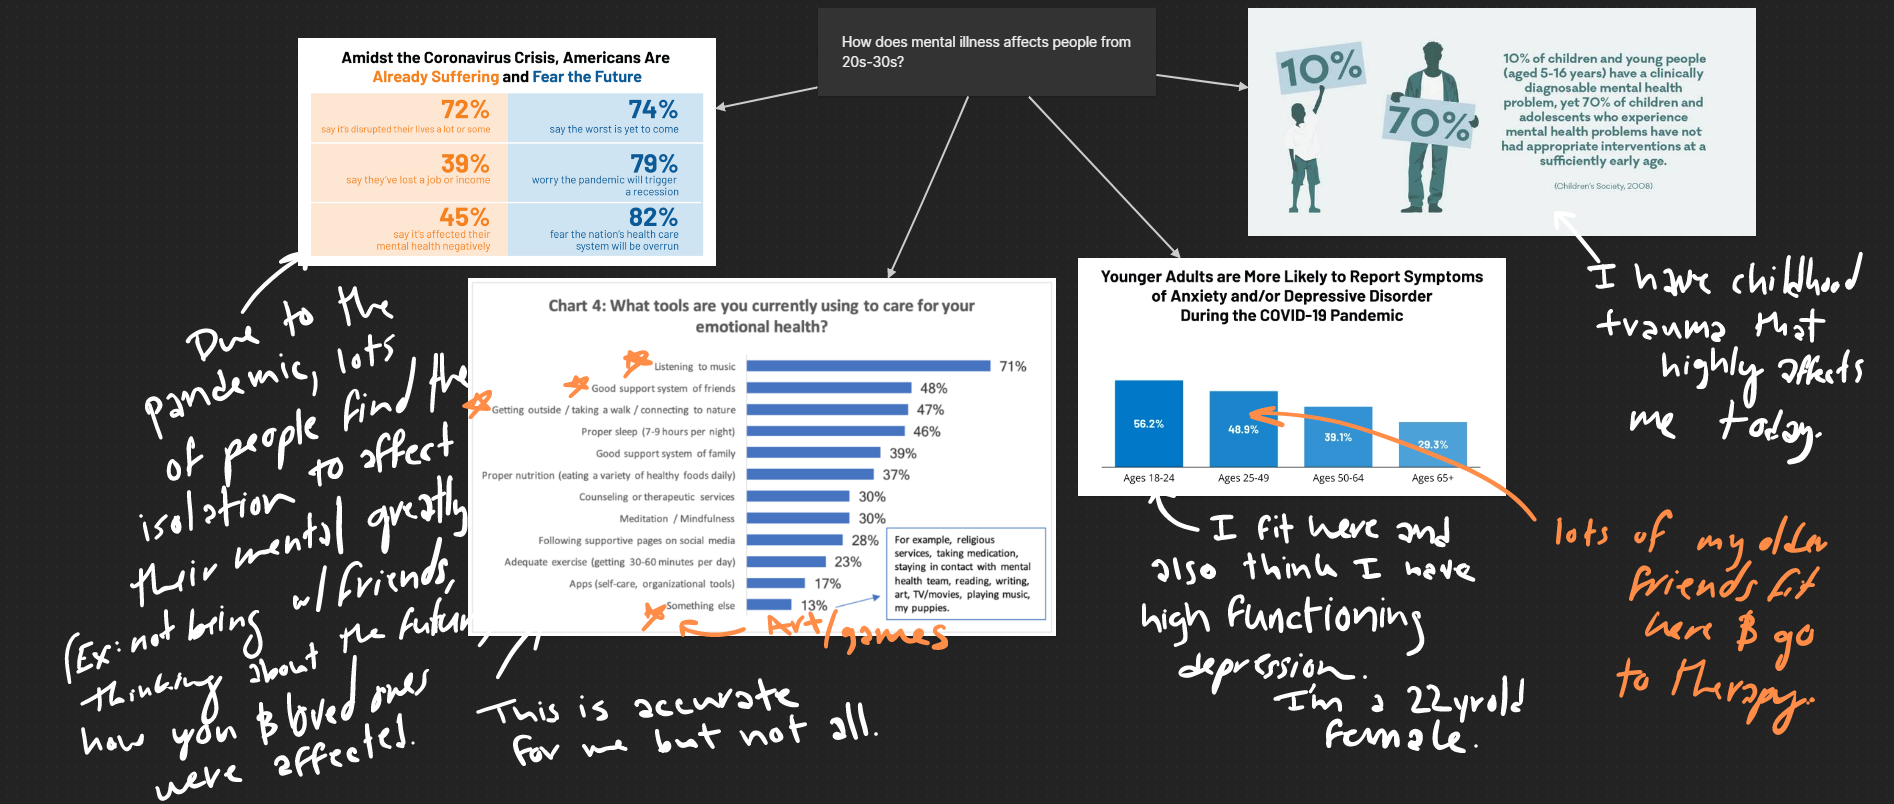 How does mental illness affects people from
20s-30s?
Amidst the Coronavirus Crisis, Americans Are
Already Suffering and Fear the Future
72%
say it's disrupted their lives a lot or some
74%
say the worst is yet to come
39%
say they've lost a job or income
79%
worry the pandemic will trigger
a recession
45%
say it's affected their
mental health negatively
82%
fear the nation's health care
system will be overrun
Due to the
pandemic, lots
of people find the
isolation to affect
their mental greatly
(Ex: not being w/ friends,
thinking about the future
how you & loved ones
were affected.
Chart 4: What tools are you currently using to care for your
emotional health?
Listening to music 71%
Good support system of friends 48%
Getting outside / taking a walk / connecting to nature 47%
Proper sleep (7-9 hours per night) 46%
Good support system of family 39%
Proper nutrition (eating a variety of healthy foods daily) 37%
Counseling or therapeutic services 30%
Meditation / Mindfulness 30%
Following supportive pages on social media 28%
Adequate exercise (getting 30-60 minutes per day) 23%
Apps (self-care, organizational tools) 17%
Something else 13%
For example, religious
services, taking medication,
staying in contact with mental
health team, reading, writing,
art, TV/movies, playing music,
my puppies.
Art/games
This is accurate
for me but not all.
Younger Adults are More Likely to Report Symptoms
of Anxiety and/or Depressive Disorder
During the COVID-19 Pandemic
56.2%
48.9%
39.1%
29.3%
Ages 18-24
Ages 25-49
Ages 50-64
Ages 65+
I fit here and
also think I have
high functioning
depression.
I'm a 22yrold
female.
lots of my older
friends fit
here & go
to therapy.
10%
70%
10% of children and young people
(aged 5-16 years) have a clinically
diagnosable mental health
problem, yet 70% of children and
adolescents who experience
mental health problems have not
had appropriate interventions at a
sufficiently early age.
(Children's Society, 2008)
I have childhood
trauma that
highly affects
me today.